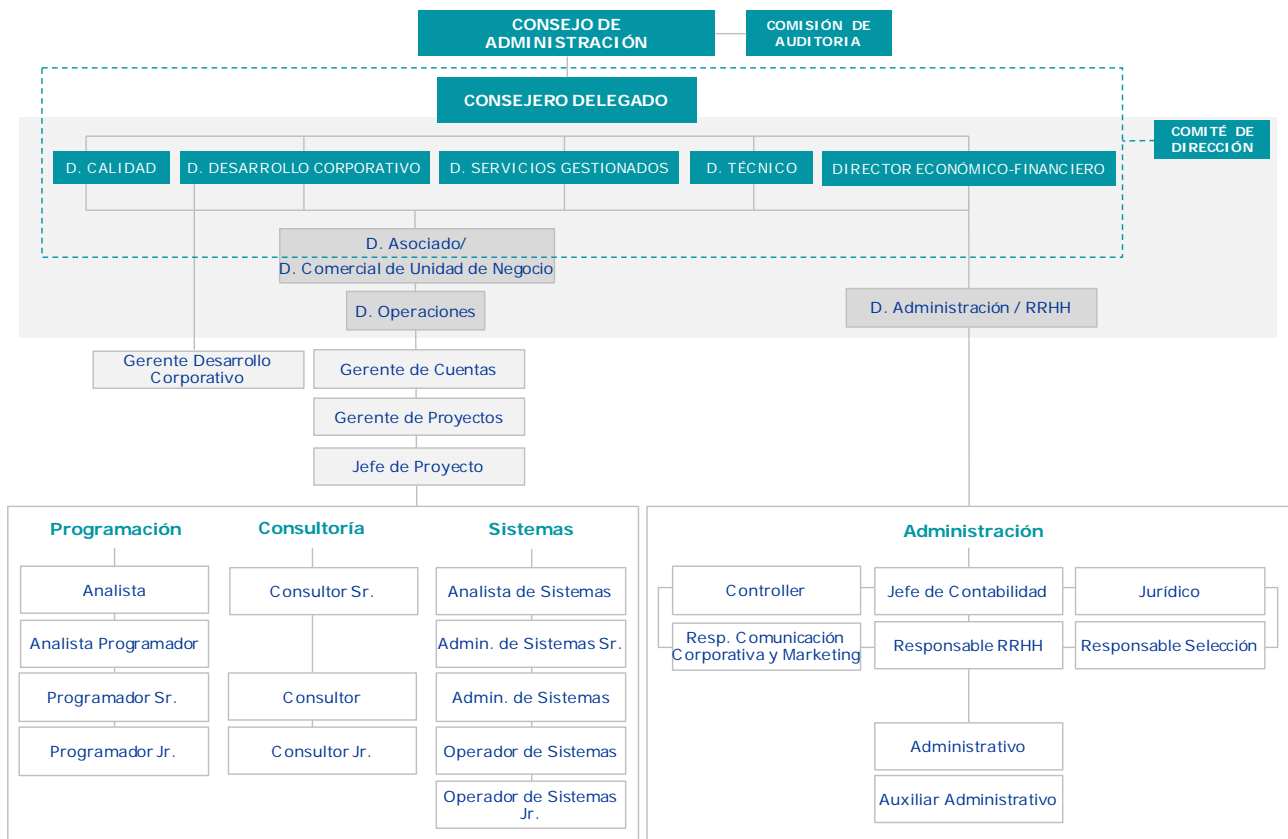 CONSEJO DE
ADMINISTRACIÓN
COMISIÓN DE
AUDITORIA
CONSEJERO DELEGADO
COMITÉ DE
DIRECCIÓN
D. CALIDAD
D. DESARROLLO CORPORATIVO
D. SERVICIOS GESTIONADOS
D. TÉCNICO
DIRECTOR ECONÓMICO-FINANCIERO
D. Asociado/
D. Comercial de Unidad de Negocio
D. Operaciones
D. Administración / RRHH
Gerente Desarrollo
Corporativo
Gerente de Cuentas
Gerente de Proyectos
Jefe de Proyecto
Programación
Analista
Analista Programador
Programador Sr.
Programador Jr.
Consultoría
Consultor Sr.
Consultor
Consultor Jr.
Sistemas
Analista de Sistemas
Admin. de Sistemas Sr.
Admin. de Sistemas
Operador de Sistemas
Operador de Sistemas
Jr.
Administración
Controller
Jefe de Contabilidad
Jurídico
Resp. Comunicación
Corporativa y Marketing
Responsable RRHH
Responsable Selección
Administrativo
Auxiliar Administrativo